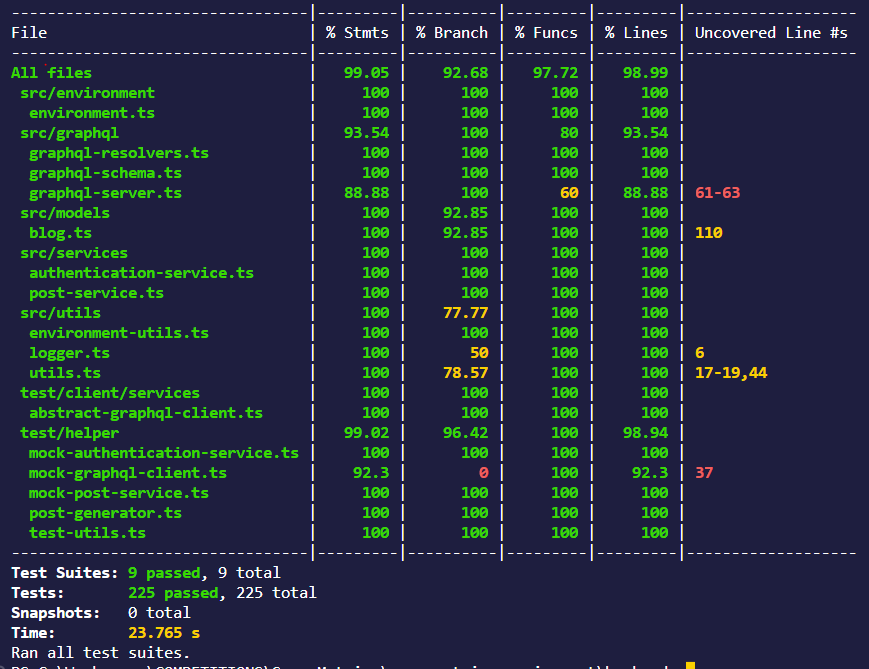 -------------------------------|---------|----------|---------|---------|-------------------
File | % Stmts | % Branch | % Funcs | % Lines | Uncovered Line #s
-------------------------------|---------|----------|---------|---------|-------------------
All files | 99.05 | 92.68 | 97.72 | 98.99 |
src/environment | 100 | 100 | 100 | 100 |
environment.ts | 100 | 100 | 100 | 100 |
src/graphql | 93.54 | 100 | 80 | 93.54 |
graphql-resolvers.ts | 100 | 100 | 100 | 100 |
graphql-schema.ts | 100 | 100 | 100 | 100 |
graphql-server.ts | 88.88 | 100 | 60 | 88.88 | 61-63
src/models | 100 | 92.85 | 100 | 100 |
blog.ts | 100 | 92.85 | 100 | 100 | 110
src/services | 100 | 100 | 100 | 100 |
authentication-service.ts | 100 | 100 | 100 | 100 |
post-service.ts | 100 | 100 | 100 | 100 |
src/utils | 100 | 77.77 | 100 | 100 |
environment-utils.ts | 100 | 100 | 100 | 100 |
logger.ts | 100 | 50 | 100 | 100 | 6
utils.ts | 100 | 78.57 | 100 | 100 | 17-19,44
test/client/services | 100 | 100 | 100 | 100 |
abstract-graphql-client.ts | 100 | 100 | 100 | 100 |
test/helper | 99.02 | 96.42 | 100 | 98.94 |
mock-authentication-service.ts | 100 | 100 | 100 | 100 |
mock-graphql-client.ts | 92.3 | 0 | 100 | 92.3 | 37
mock-post-service.ts | 100 | 100 | 100 | 100 |
post-generator.ts | 100 | 100 | 100 | 100 |
test-utils.ts | 100 | 100 | 100 | 100 |
-------------------------------|---------|----------|---------|---------|-------------------
Test Suites: 9 passed, 9 total
Tests: 225 passed, 225 total
Snapshots: 0 total
Time: 23.765 s
Ran all test suites.